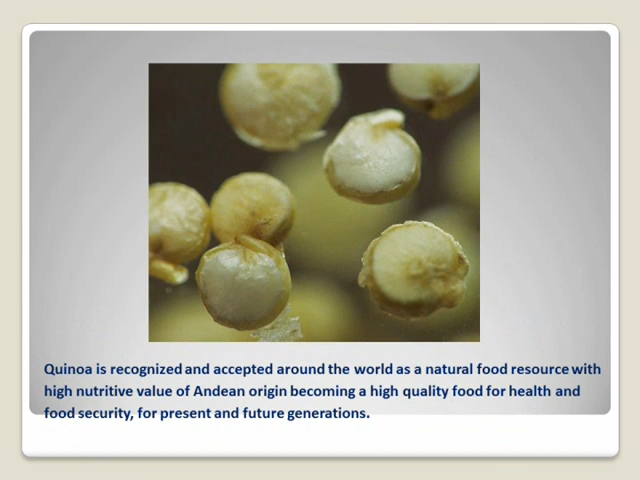 Quinoa is recognized and accepted around the world as a natural food resource with
high nutritive value of Andean origin becoming a high quality food for health and
food security, for present and future generations.